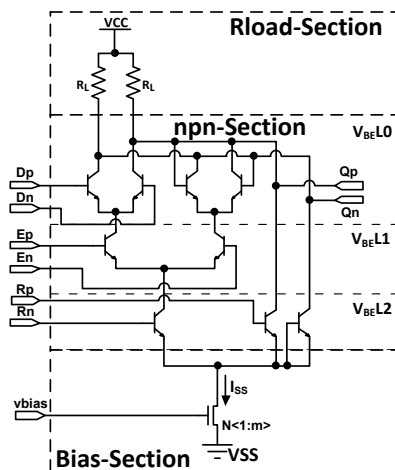 VCC
Rload-Section
RL RL
npn-Section
VBEL0
Dp
Qp
Dn
Qn
Ep
VBEL1
En
Rp
Rn
VBEL2
ISS
vbias
N<1:m>
Bias-Section
VSS